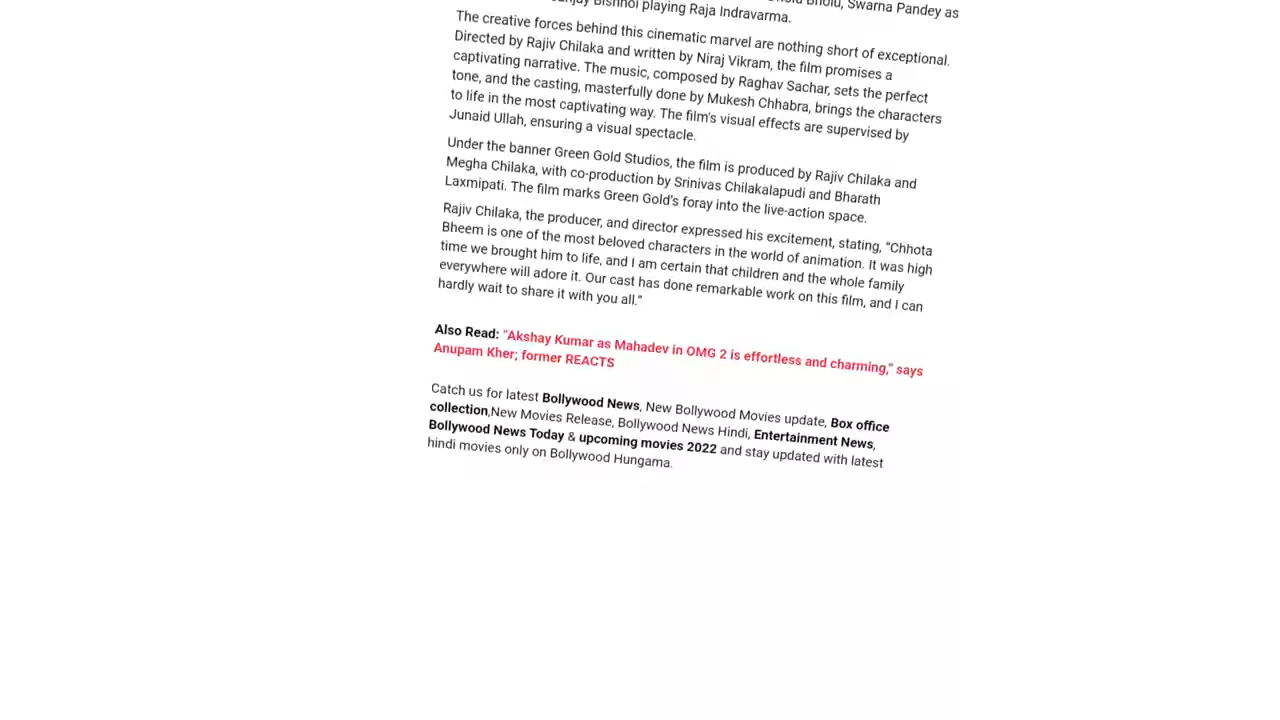 Bholu, Swarna Pandey as
Bishnoi playing Raja Indravarma.
The creative forces behind this cinematic marvel are nothing short of exceptional.
Directed by Rajiv Chilaka and written by Niraj Vikram, the film promises a
captivating narrative. The music, composed by Raghav Sachar, sets the perfect
tone, and the casting, masterfully done by Mukesh Chhabra, brings the characters
to life in the most captivating way. The film's visual effects are supervised by
Junaid Ullah, ensuring a visual spectacle.
Under the banner Green Gold Studios, the film is produced by Rajiv Chilaka and
Megha Chilaka, with co-production by Srinivas Chilakalapudi and Bharath
Laxmipati. The film marks Green Gold's foray into the live-action space.
Rajiv Chilaka, the producer, and director expressed his excitement, stating, "Chhota
Bheem is one of the most beloved characters in the world of animation. It was high
time we brought him to life, and I am certain that children and the whole family
everywhere will adore it. Our cast has done remarkable work on this film, and I can
hardly wait to share it with you all."
Also Read: "Akshay Kumar as Mahadev in OMG 2 is effortless and charming," says
Anupam Kher; former REACTS
Catch us for latest Bollywood News, New Bollywood Movies update, Box office
collection,New Movies Release, Bollywood News Hindi, Entertainment News,
Bollywood News Today & upcoming movies 2022 and stay updated with latest
hindi movies only on Bollywood Hungama.